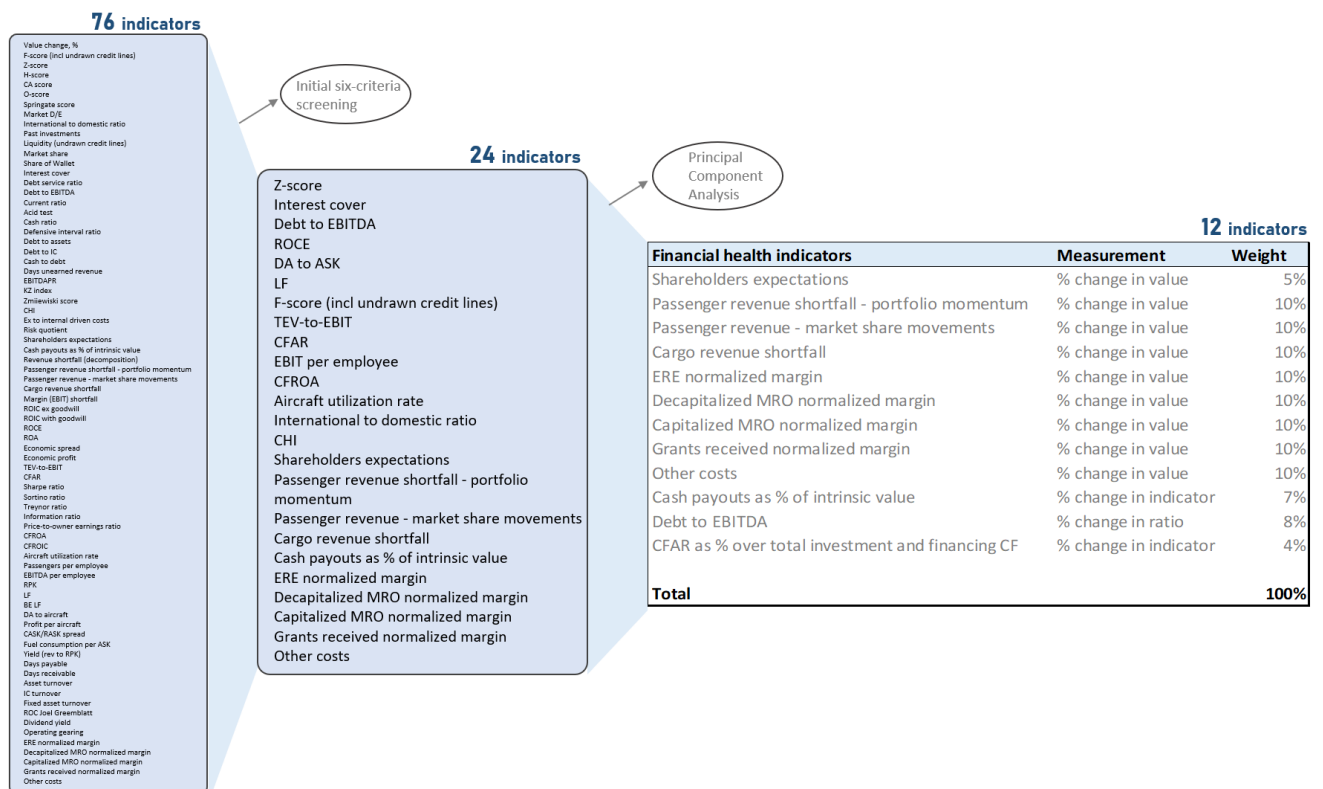 76 indicators
Value change, %
F-score (incl undrawn credit lines)
Z-score
H-score
CA score
O-score
Springate score
Market D/E
International to domestic ratio
Past investments
Liquidity (undrawn credit lines)
Market share
Share of Wallet
Interest cover
Debt service ratio
Debt to EBITDA
Current ratio
Acid test
Cash ratio
Defensive interval ratio
Debt to assets
Debt to IC
Cash to debt
Days unearned revenue
EBITDAPR
KZ index
Zmiiewiski score
CHI
Ex to internal driven costs
Risk quotient
Shareholders expectations
Cash payouts as % of intrinsic value
Revenue shortfall (decomposition)
Passenger revenue shortfall - portfolio momentum
Passenger revenue - market share movements
Cargo revenue shortfall
Margin (EBIT) shortfall
ROIC ex goodwill
ROIC with goodwill
ROCE
ROA
Economic spread
Economic profit
TEV-to-EBIT
CFAR
Sharpe ratio
Sortino ratio
Treynor ratio
Information ratio
Price-to-owner earnings ratio
CFROA
CFROIC
Aircraft utilization rate
Passengers per employee
EBITDA per employee
RPK
LF
BE LF
DA to aircraft
Profit per aircraft
CASK/RASK spread
Fuel consumption per ASK
Yield (rev to RPK)
Days payable
Days receivable
Asset turnover
IC turnover
Fixed asset turnover
ROC Joel Greemblatt
Dividend yield
Operating gearing
ERE normalized margin
Decapitalized MRO normalized margin
Capitalized MRO normalized margin
Grants received normalized margin
Other costs
Initial six-criteria
screening
24 indicators
Z-score
Interest cover
Debt to EBITDA
ROCE
DA to ASK
LF
F-score (incl undrawn credit lines)
TEV-to-EBIT
CFAR
EBIT per employee
CFROA
Aircraft utilization rate
International to domestic ratio
CHI
Shareholders expectations
Passenger revenue shortfall - portfolio
momentum
Passenger revenue - market share movements
Cargo revenue shortfall
Cash payouts as % of intrinsic value
ERE normalized margin
Decapitalized MRO normalized margin
Capitalized MRO normalized margin
Grants received normalized margin
Other costs
Principal
Component
Analysis
12 indicators
Financial health indicators Measurement Weight
Shareholders expectations % change in value 5%
Passenger revenue shortfall - portfolio momentum % change in value 10%
Passenger revenue - market share movements % change in value 10%
Cargo revenue shortfall % change in value 10%
ERE normalized margin % change in value 10%
Decapitalized MRO normalized margin % change in value 10%
Capitalized MRO normalized margin % change in value 10%
Grants received normalized margin % change in value 10%
Other costs % change in value 10%
Cash payouts as % of intrinsic value % change in indicator 7%
Debt to EBITDA % change in ratio 8%
CFAR as % over total investment and financing CF % change in indicator 4%
Total 100%